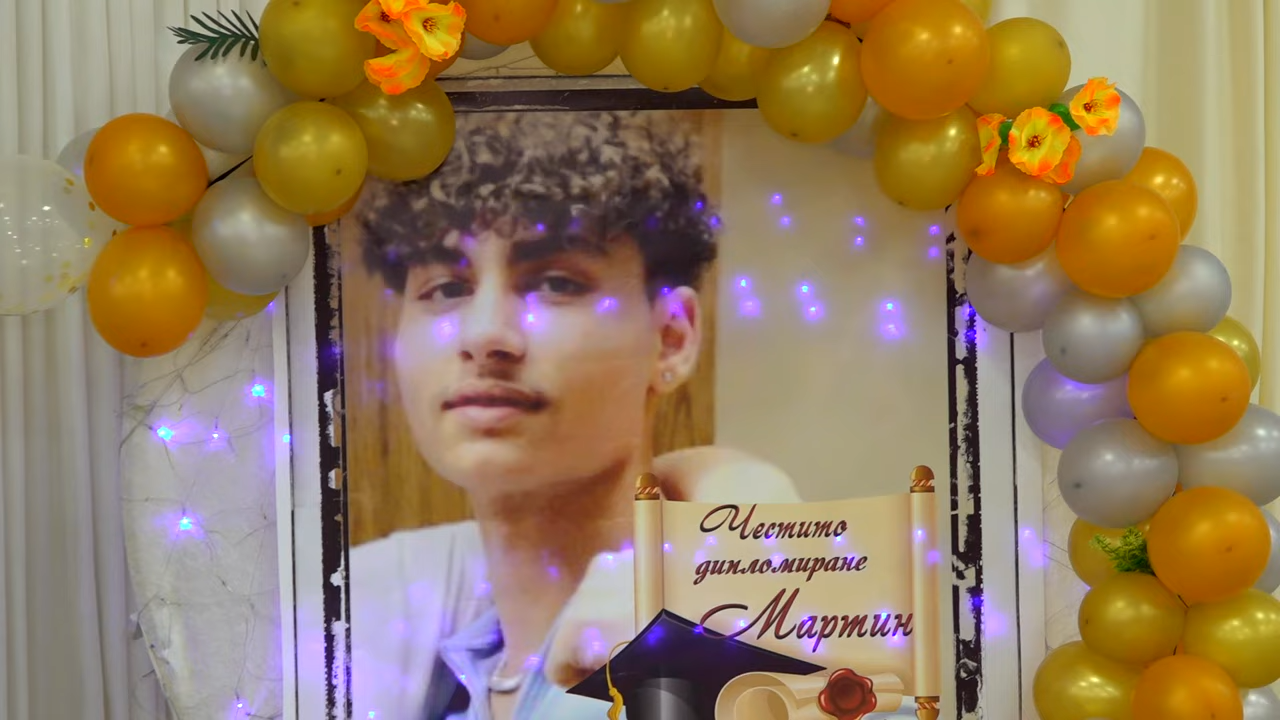 Честито
дипломиране
Мартин